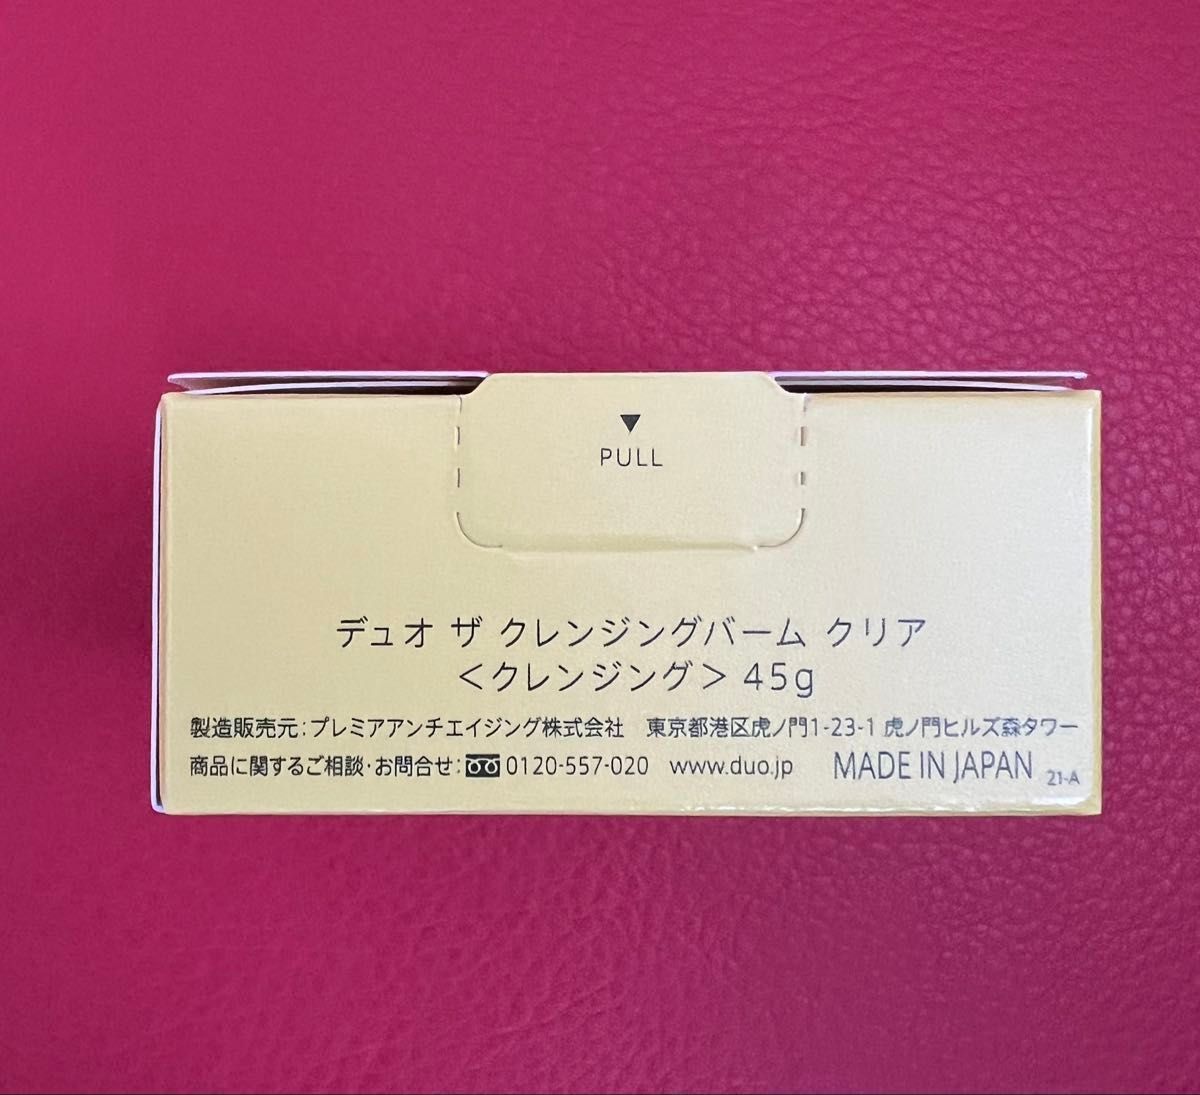 ▼
PULL
デュオ ザ クレンジングバーム クリア
＜クレンジング＞ 45g
製造販売元：プレミアアンチエイジング株式会社　東京都港区虎ノ門1-23-1 虎ノ門ヒルズ森タワー
商品に関するご相談・お問合せ： 0120-557-020　www.duo.jp　MADE IN JAPAN 21-A